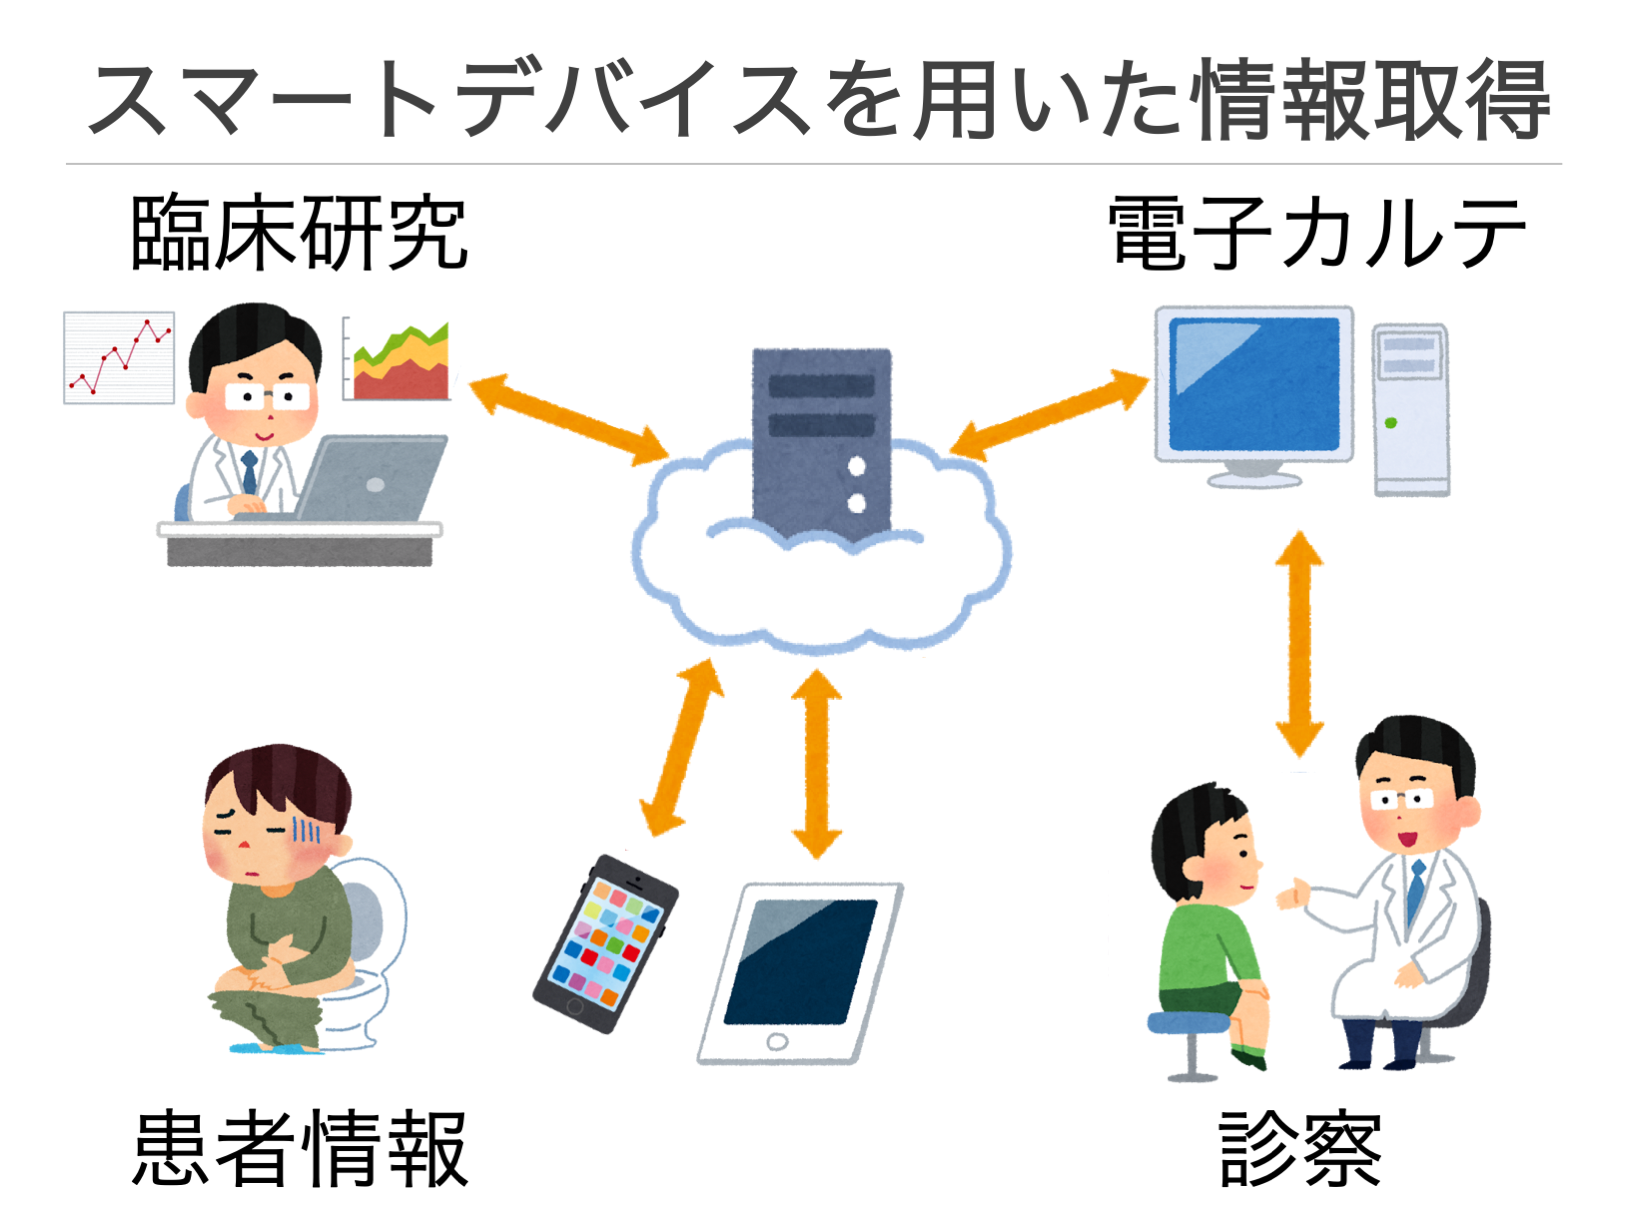 スマートデバイスを用いた情報取得
臨床研究
電子カルテ
患者情報
診察